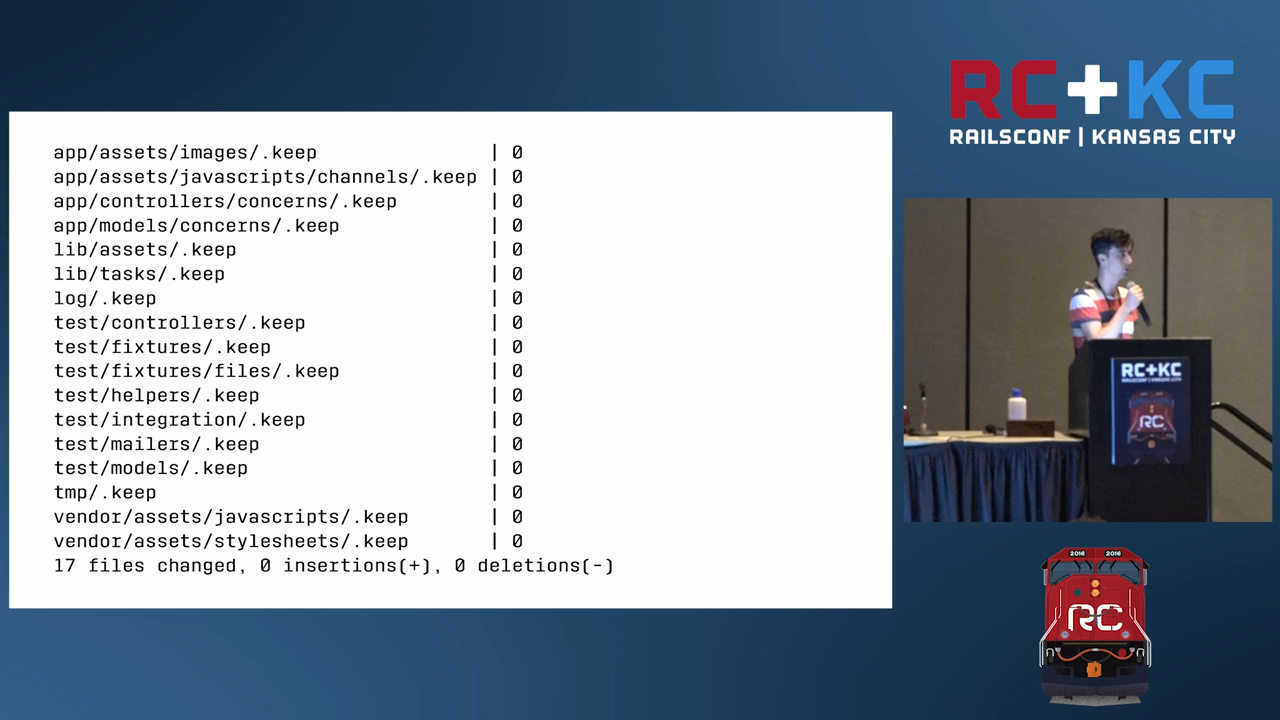 app/assets/images/.keep | 0
app/assets/javascripts/channels/.keep | 0
app/controllers/concerns/.keep | 0
app/models/concerns/.keep | 0
lib/assets/.keep | 0
lib/tasks/.keep | 0
log/.keep | 0
test/controllers/.keep | 0
test/fixtures/.keep | 0
test/fixtures/files/.keep | 0
test/helpers/.keep | 0
test/integration/.keep | 0
test/mailers/.keep | 0
test/models/.keep | 0
tmp/.keep | 0
vendor/assets/javascripts/.keep | 0
vendor/assets/stylesheets/.keep | 0
17 files changed, 0 insertions(+), 0 deletions(-)
RC+KC
RAILSCONF | KANSAS CITY
RC+KC
RAILSCONF | KANSAS CITY
RC
2016 2016
RC